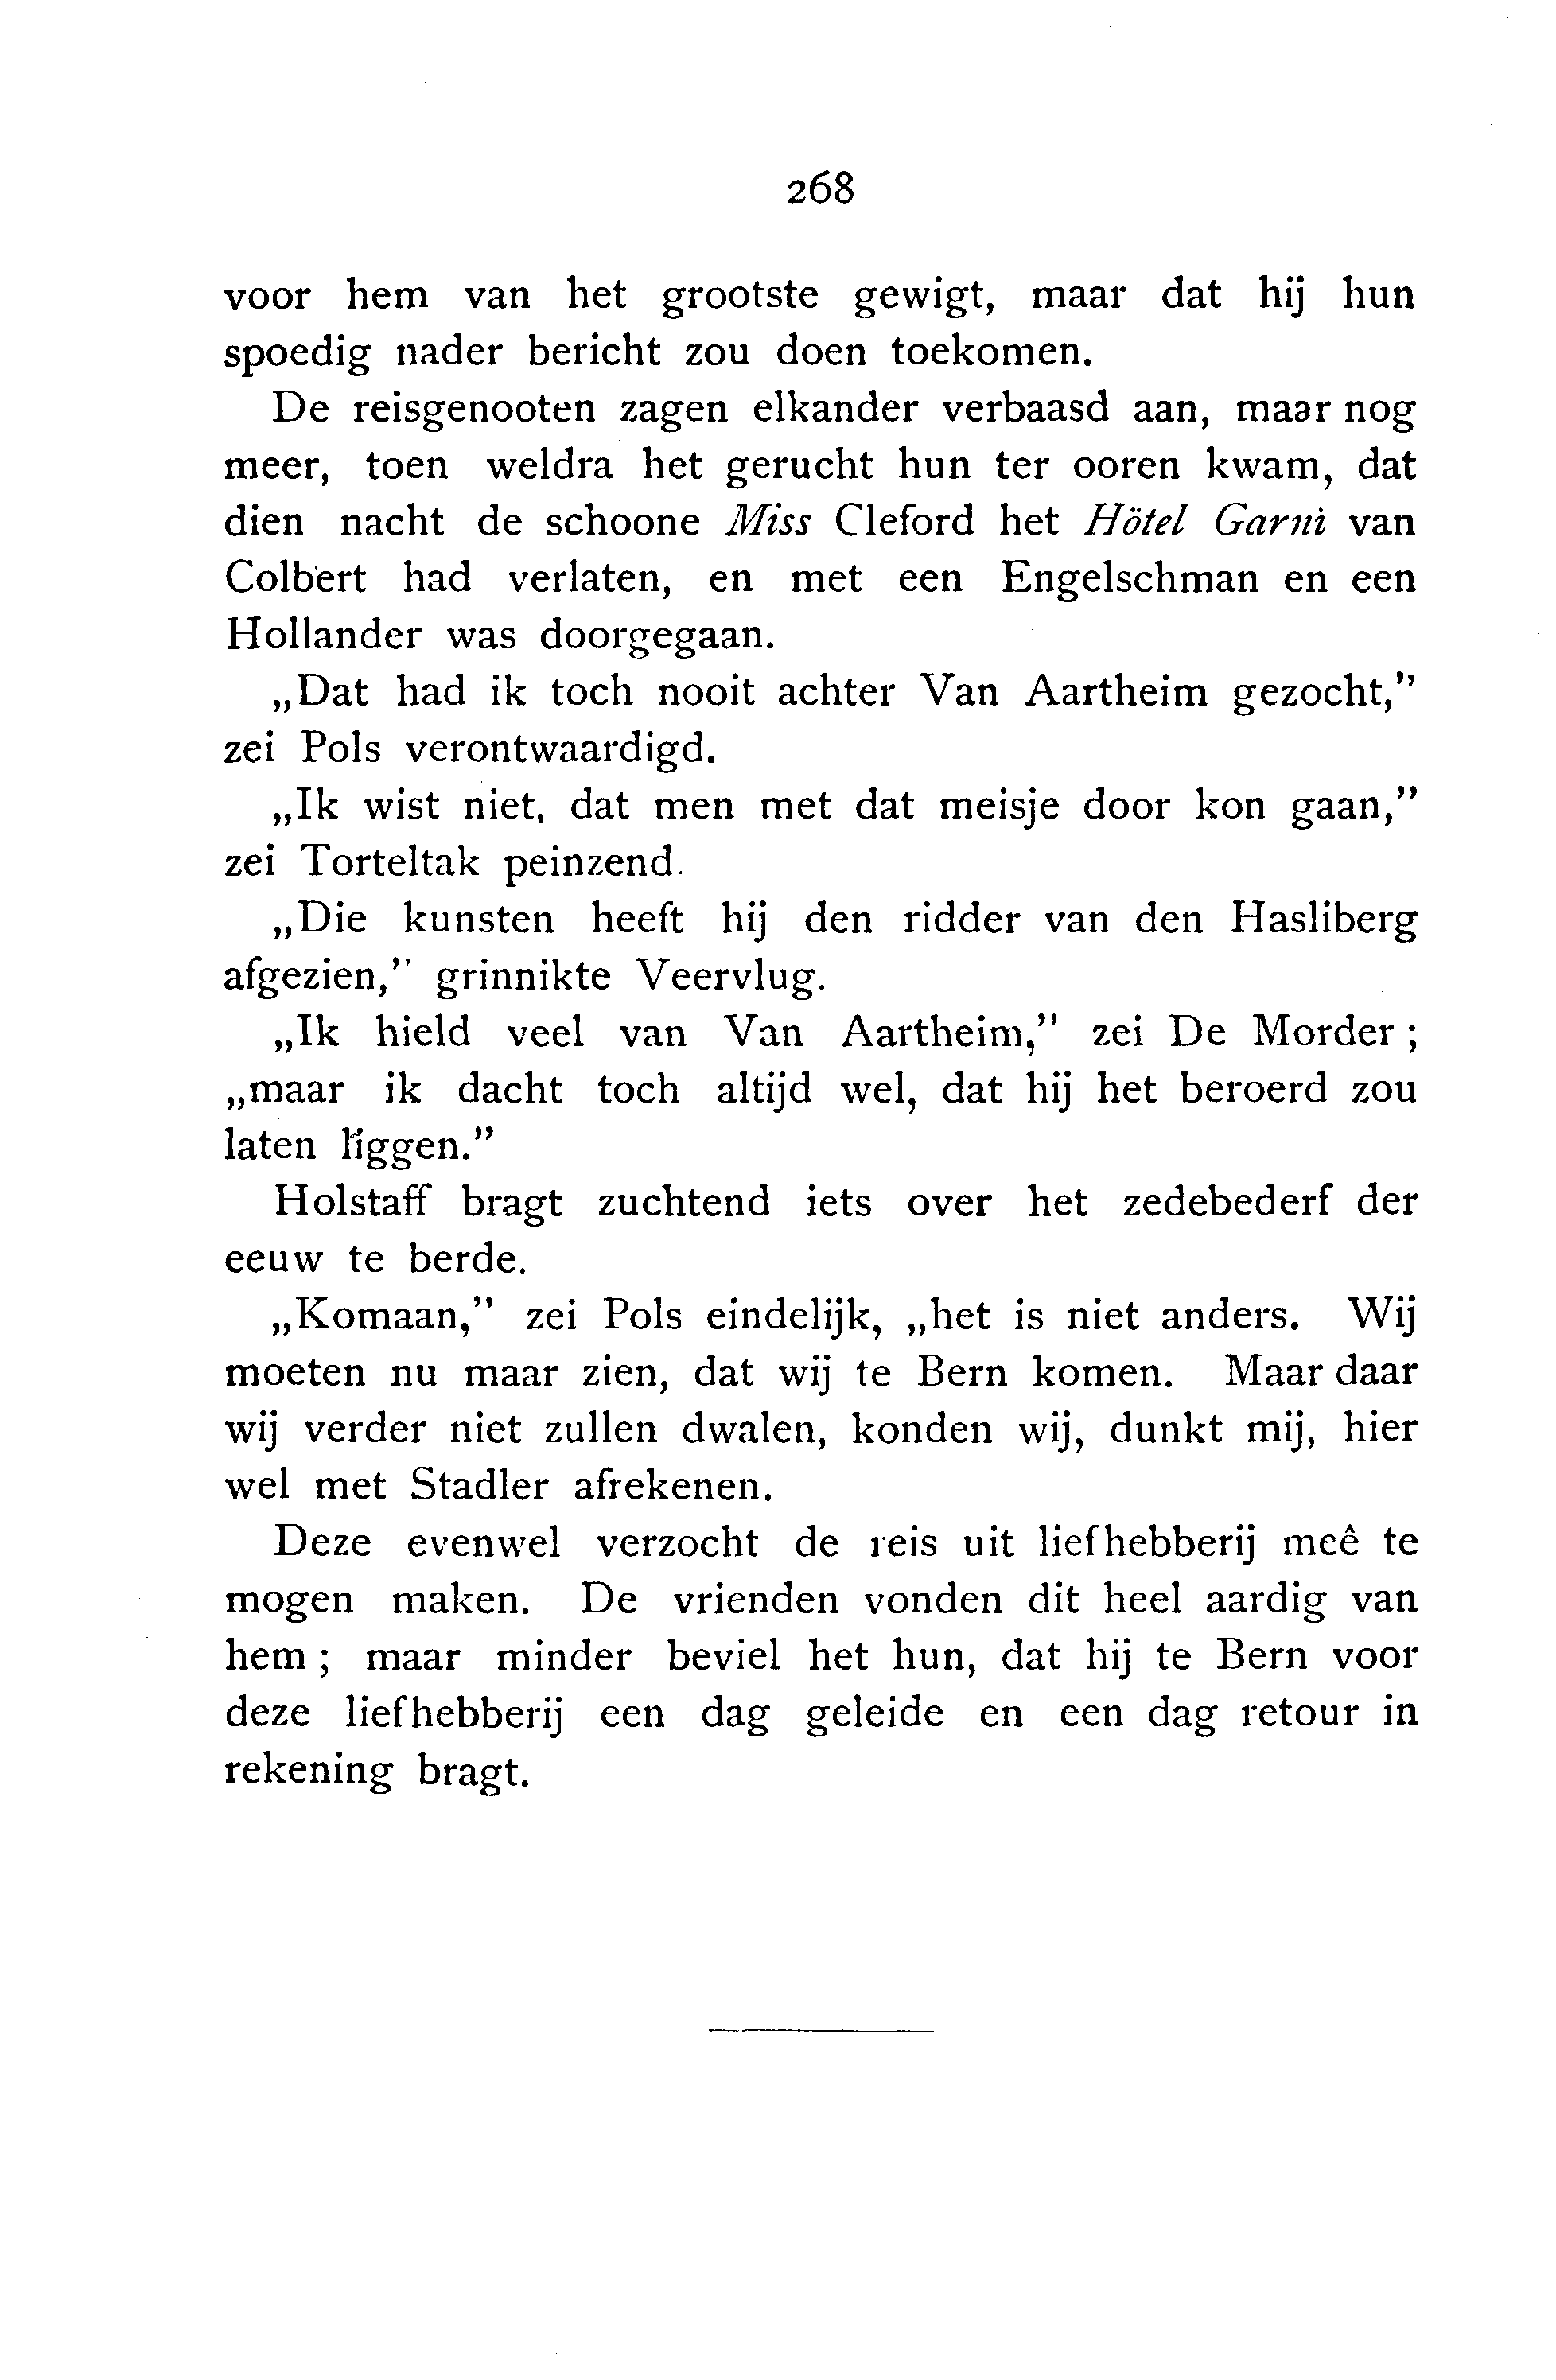 268
voor hem van het grootste gewigt, maar dat hij hun
spoedig nader bericht zou doen toekomen.
De reisgenooten zagen elkander verbaasd aan, maar nog
meer, toen weldra het gerucht hun ter ooren kwam, dat
dien nacht de schoone Miss Cleford het Hôtel Garni van
Colbert had verlaten, en met een Engelschman en een
Hollander was doorgegaan.
„Dat had ik toch nooit achter Van Aartheim gezocht,”
zei Pols verontwaardigd.
„Ik wist niet, dat men met dat meisje door kon gaan,”
zei Torteltak peinzend.
„Die kunsten heeft hij den ridder van den Hasliberg
afgezien,” grinnikte Veervlug.
„Ik hield veel van Van Aartheim,” zei De Morder ;
„maar ik dacht toch altijd wel, dat hij het beroerd zou
laten liggen.”
Holstaff bragt zuchtend iets over het zedebederf der
eeuw te berde.
„Komaan,” zei Pols eindelijk, „het is niet anders. Wij
moeten nu maar zien, dat wij te Bern komen. Maar daar
wij verder niet zullen dwalen, konden wij, dunkt mij, hier
wel met Stadler afrekenen.
Deze evenwel verzocht de reis uit liefhebberij meê te
mogen maken. De vrienden vonden dit heel aardig van
hem ; maar minder beviel het hun, dat hij te Bern voor
deze liefhebberij een dag geleide en een dag retour in
rekening bragt.